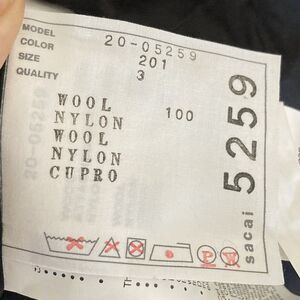 MODEL 20-05259
COLOR 201
SIZE 3
QUALITY
WOOL 100
NYLON
WOOL
NYLON
CUPRO
sacai 5259
P W